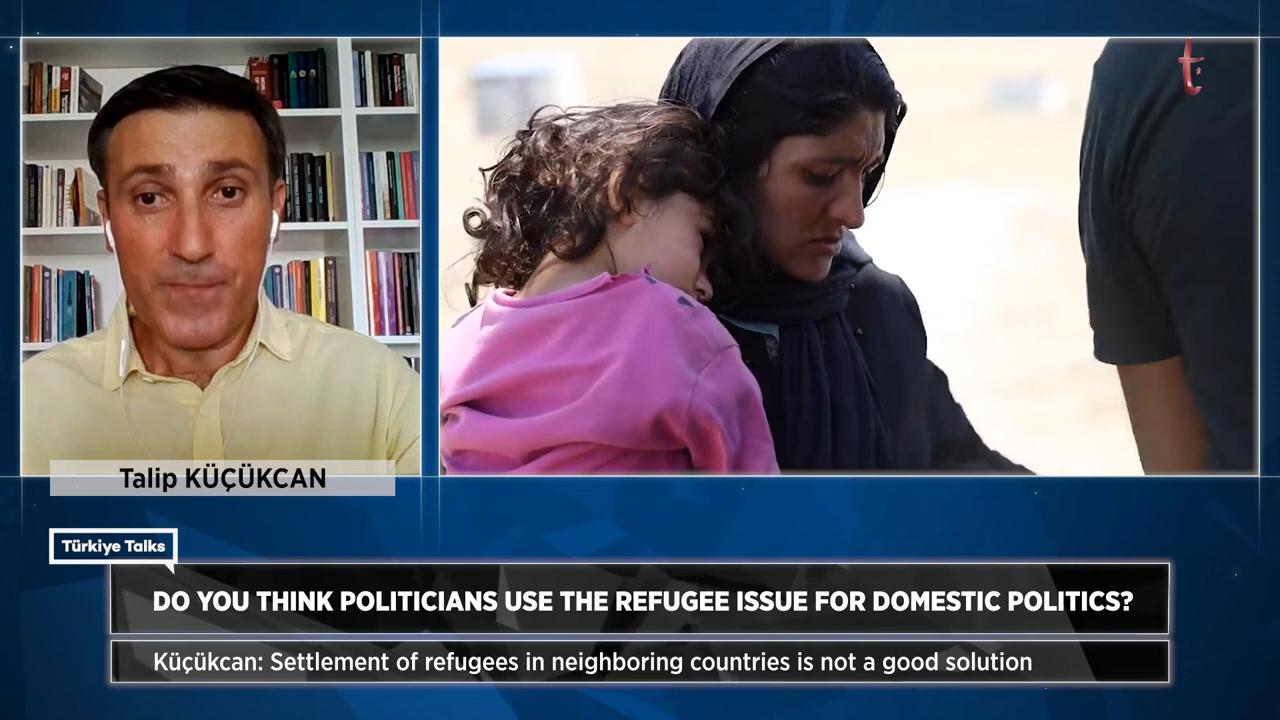 t
Talip KÜÇÜKCAN
Türkiye Talks
DO YOU THINK POLITICIANS USE THE REFUGEE ISSUE FOR DOMESTIC POLITICS?
Küçükcan: Settlement of refugees in neighboring countries is not a good solution